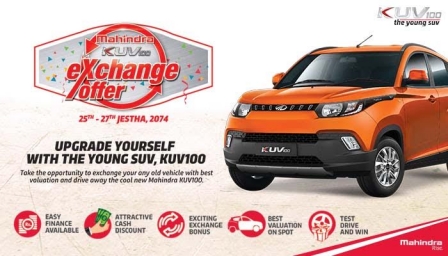 KUV100
the young suv
Mahindra
KUV100
eXchange
offer
25TH - 27TH JESTHA, 2074
UPGRADE YOURSELF
WITH THE YOUNG SUV, KUV100
Take the opportunity to exchange your any old vehicle with best
valuation and drive away the cool new Mahindra KUV100.
KUV100
EASY
FINANCE
AVAILABLE
ATTRACTIVE
CASH
DISCOUNT
EXCITING
EXCHANGE
BONUS
BEST
VALUATION
ON SPOT
TEST
DRIVE
AND WIN
Mahindra
Rise